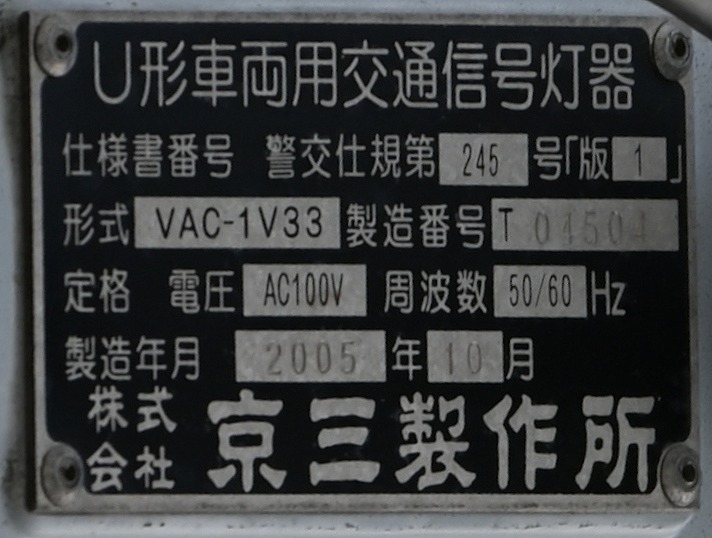 U形車両用交通信号灯器
仕様書番号 警交仕規第 245 号「版 1 」
形式 VAC-1V33 製造番号 T 04504
定格 電圧 AC100V 周波数 50/60 Hz
製造年月 2005 年 10 月
株式会社 京三製作所